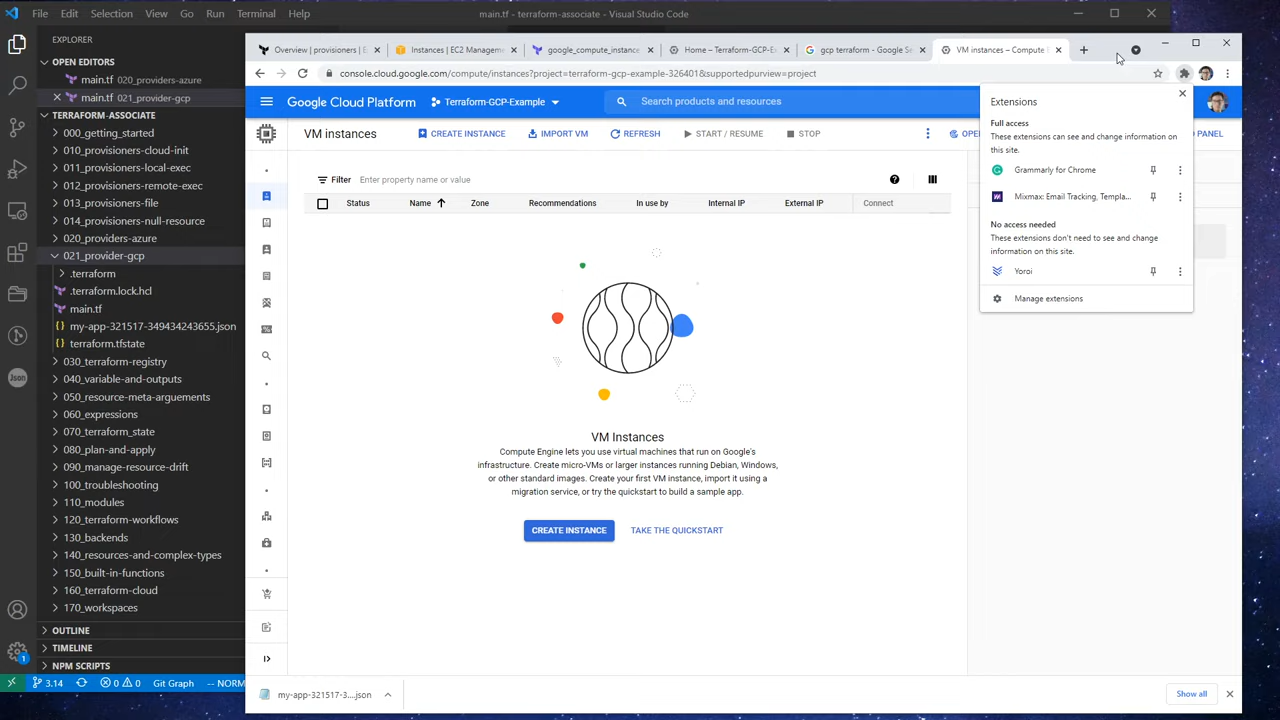 File Edit Selection View Go Run Terminal Help main.tf - terraform-associate - Visual Studio Code
EXPLORER
OPEN EDITORS
main.tf 020_providers-azure
main.tf 021_provider-gcp
TERRAFORM-ASSOCIATE
000_getting_started
010_provisioners-cloud-init
011_provisioners-local-exec
012_provisioners-remote-exec
013_provisioners-file
014_provisioners-null-resource
020_providers-azure
021_provider-gcp
.terraform
.terraform.lock.hcl
main.tf
my-app-321517-349434243655.json
terraform.tfstate
030_terraform-registry
040_variable-and-outputs
050_resource-meta-arguements
060_expressions
070_terraform_state
080_plan-and-apply
090_manage-resource-drift
100_troubleshooting
110_modules
120_terraform-workflows
130_backends
140_resources-and-complex-types
150_built-in-functions
160_terraform-cloud
170_workspaces
OUTLINE
TIMELINE
NPM SCRIPTS
Json
1
3.14 0 0 Git Graph -- NORM
Overview | provisioners | E
Instances | EC2 Manageme
google_compute_instance
Home – Terraform-GCP-E
gcp terraform - Google Se
VM instances – Compute E
console.cloud.google.com/compute/instances?project=terraform-gcp-example-326401&supportedpurview=project
Google Cloud Platform
Terraform-GCP-Example
Search products and resources
VM instances
CREATE INSTANCE
IMPORT VM
REFRESH
START / RESUME
STOP
PANEL
Filter Enter property name or value
Status Name Zone Recommendations In use by Internal IP External IP Connect
VM Instances
Compute Engine lets you use virtual machines that run on Google's
infrastructure. Create micro-VMs or larger instances running Debian, Windows,
or other standard images. Create your first VM instance, import it using a
migration service, or try the quickstart to build a sample app.
CREATE INSTANCE TAKE THE QUICKSTART
Extensions
Full access
These extensions can see and change information on
this site.
Grammarly for Chrome
Mixmax: Email Tracking, Templa...
No access needed
These extensions don't need to see and change
information on this site.
Yoroi
Manage extensions
my-app-321517-3....json
Show all